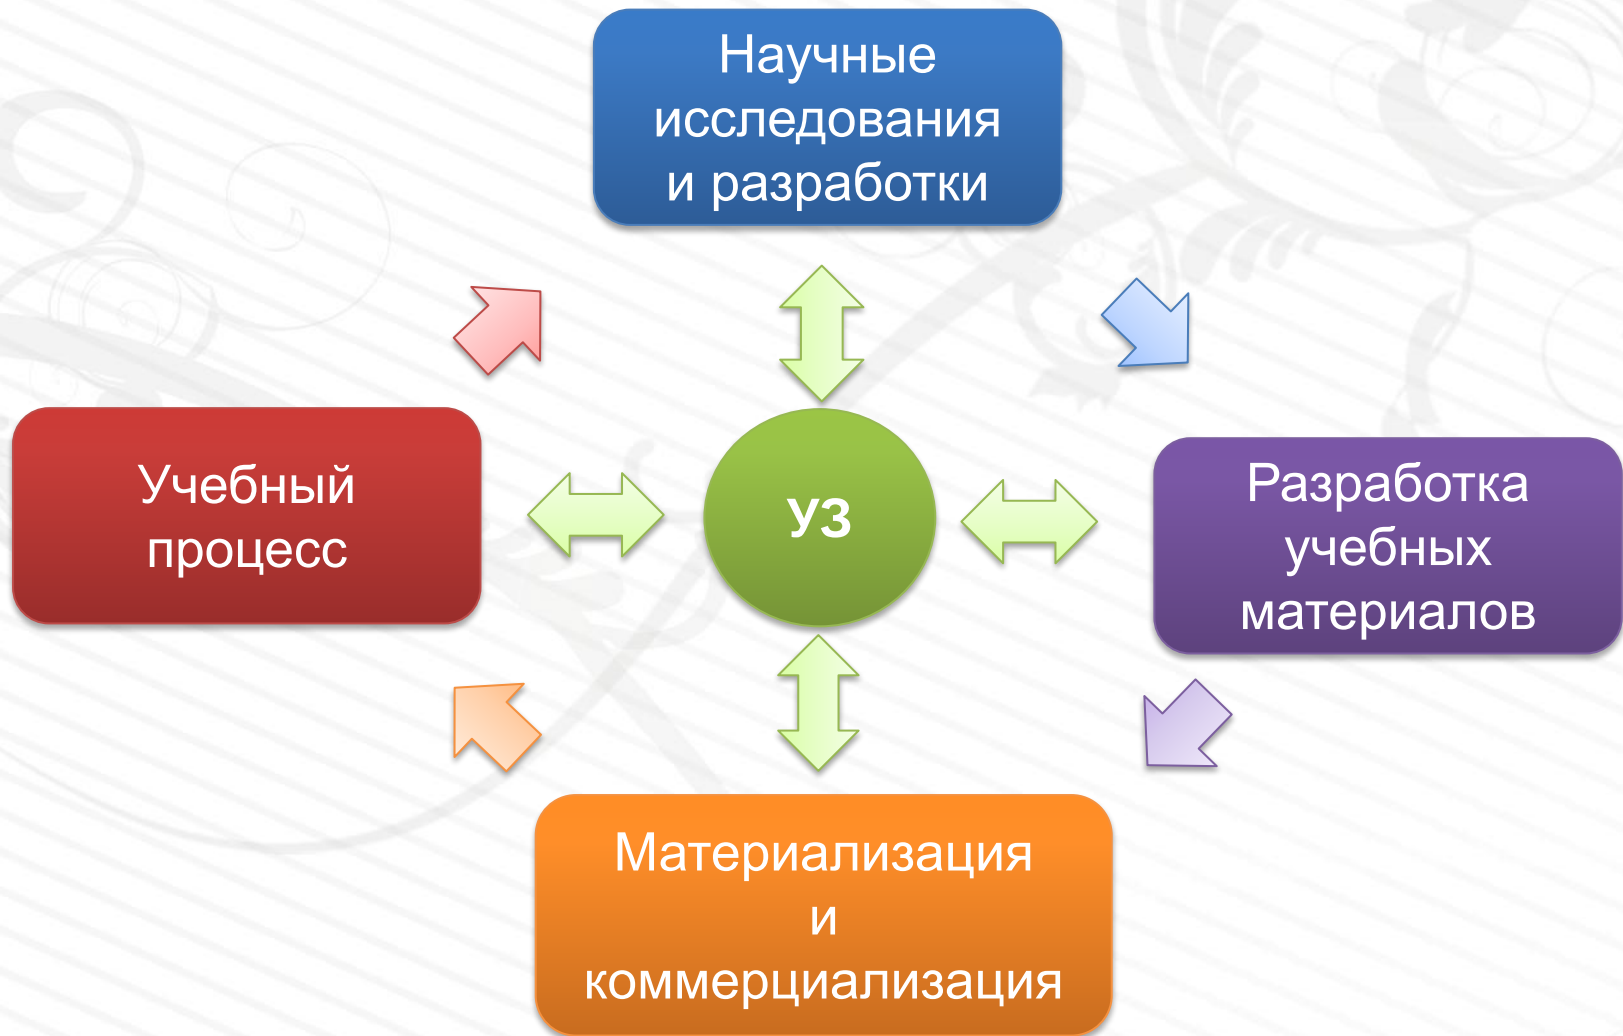 Научные
исследования
и разработки
Учебный
процесс
УЗ
Разработка
учебных
материалов
Материализация
и
коммерциализация